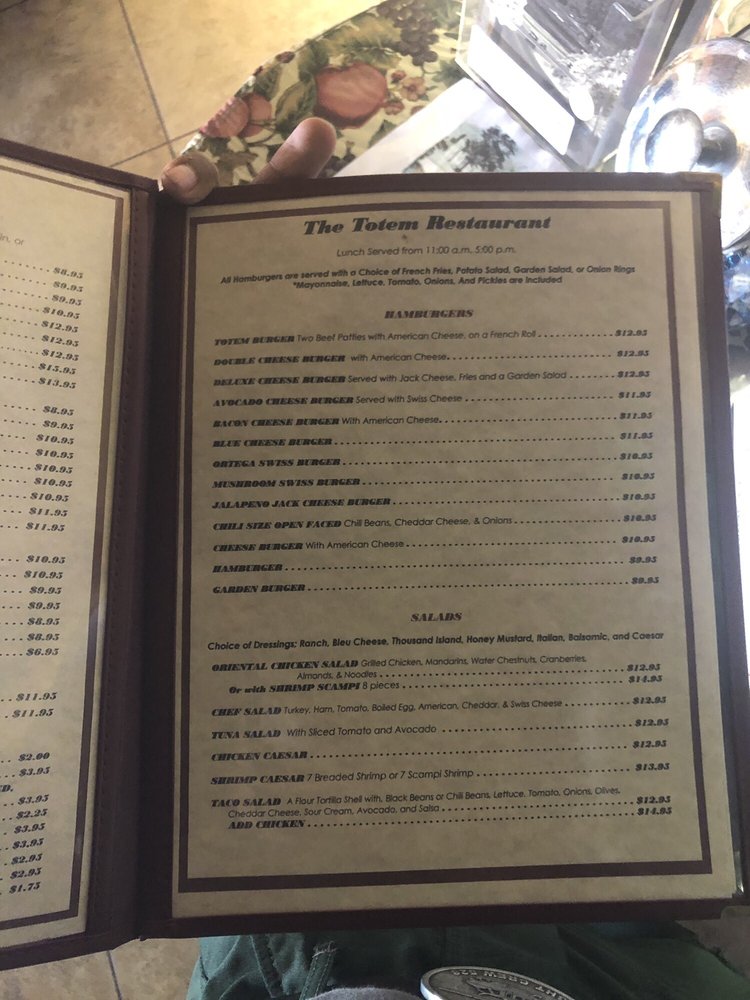 in, or
$8.95
$9.95
$9.95
$10.95
$12.95
$12.95
$12.95
$15.95
$13.95
$8.95
$9.95
$10.95
$10.95
$10.95
$10.95
$10.95
$11.95
$11.95
$10.95
$10.95
$9.95
$9.95
$8.95
$8.95
$6.95
$11.95
$11.95
$2.00
$3.95
$3.95
$2.25
$3.95
$3.95
$2.95
$2.95
$1.75
The Totem Restaurant
Lunch Served from 11:00 a.m. 5:00 p.m.
All Hamburgers are served with a Choice of French Fries, Potato Salad, Garden Salad, or Onion Rings
*Mayonnaise, Lettuce, Tomato, Onions, And Pickles are included
HAMBURGERS
TOTEM BURGER Two Beef Patties with American Cheese, on a French Roll $12.95
DOUBLE CHEESE BURGER with American Cheese $12.95
DELUXE CHEESE BURGER Served with Jack Cheese, Fries and a Garden Salad $12.95
AVOCADO CHEESE BURGER Served with Swiss Cheese $11.95
BACON CHEESE BURGER With American Cheese $11.95
BLUE CHEESE BURGER $11.95
ORTEGA SWISS BURGER $10.95
MUSHROOM SWISS BURGER $10.95
JALAPENO JACK CHEESE BURGER $10.95
CHILI SIZE OPEN FACED Chili Beans, Cheddar Cheese, & Onions $10.95
CHEESE BURGER With American Cheese $10.95
HAMBURGER $9.95
GARDEN BURGER $9.95
SALADS
Choice of Dressings: Ranch, Bleu Cheese, Thousand Island, Honey Mustard, Italian, Balsamic, and Caesar
ORIENTAL CHICKEN SALAD Grilled Chicken, Mandarins, Water Chestnuts, Cranberries,
Almonds, & Noodles $12.95
Or with SHRIMP SCAMPI 8 pieces $14.95
CHEF SALAD Turkey, Ham, Tomato, Boiled Egg, American, Cheddar, & Swiss Cheese $12.95
TUNA SALAD With Sliced Tomato and Avocado $12.95
CHICKEN CAESAR $12.95
SHRIMP CAESAR 7 Breaded Shrimp or 7 Scampi Shrimp $13.95
TACO SALAD A Flour Tortilla Shell with, Black Beans or Chili Beans, Lettuce, Tomato, Onions, Olives,
Cheddar Cheese, Sour Cream, Avocado, and Salsa $12.95
ADD CHICKEN $14.95